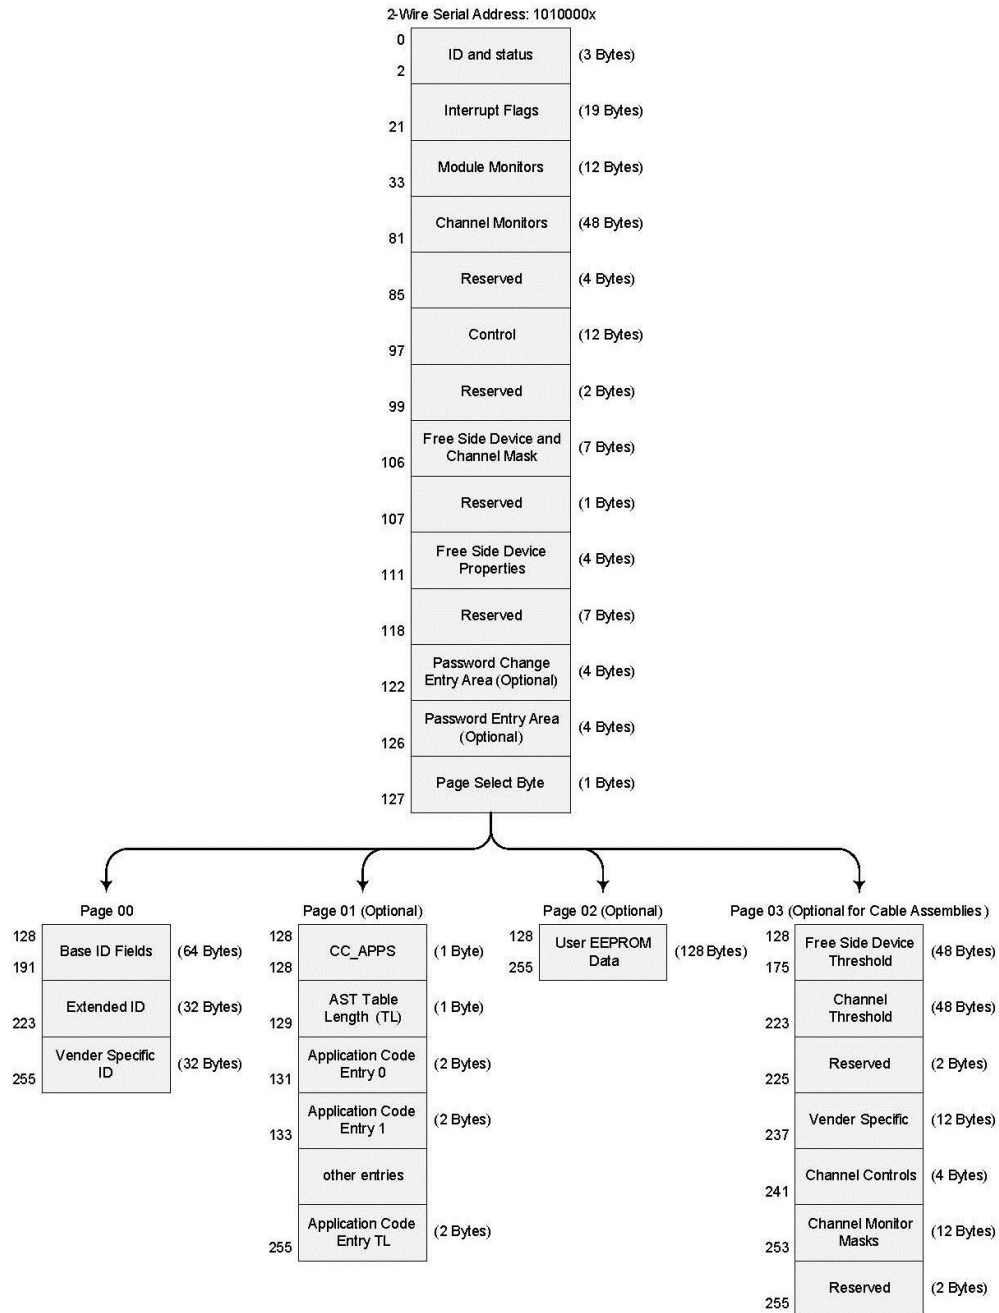 2-Wire Serial Address: 1010000x
0
ID and status (3 Bytes)
2
Interrupt Flags (19 Bytes)
21
Module Monitors (12 Bytes)
33
Channel Monitors (48 Bytes)
81
Reserved (4 Bytes)
85
Control (12 Bytes)
97
Reserved (2 Bytes)
99
Free Side Device and
Channel Mask (7 Bytes)
106
Reserved (1 Bytes)
107
Free Side Device
Properties (4 Bytes)
111
Reserved (7 Bytes)
118
Password Change
Entry Area (Optional) (4 Bytes)
122
Password Entry Area
(Optional) (4 Bytes)
126
Page Select Byte (1 Bytes)
127
Page 00
128
Base ID Fields (64 Bytes)
191
Extended ID (32 Bytes)
223
Vender Specific
ID (32 Bytes)
255
Page 01 (Optional)
128
CC_APPS (1 Byte)
128
AST Table
Length (TL) (1 Byte)
129
Application Code
Entry 0 (2 Bytes)
131
Application Code
Entry 1 (2 Bytes)
133
other entries
Application Code
Entry TL (2 Bytes)
255
Page 02 (Optional)
128
User EEPROM
Data (128 Bytes)
255
Page 03 (Optional for Cable Assemblies )
128
Free Side Device
Threshold (48 Bytes)
175
Channel
Threshold (48 Bytes)
223
Reserved (2 Bytes)
225
Vender Specific (12 Bytes)
237
Channel Controls (4 Bytes)
241
Channel Monitor
Masks (12 Bytes)
253
Reserved (2 Bytes)
255